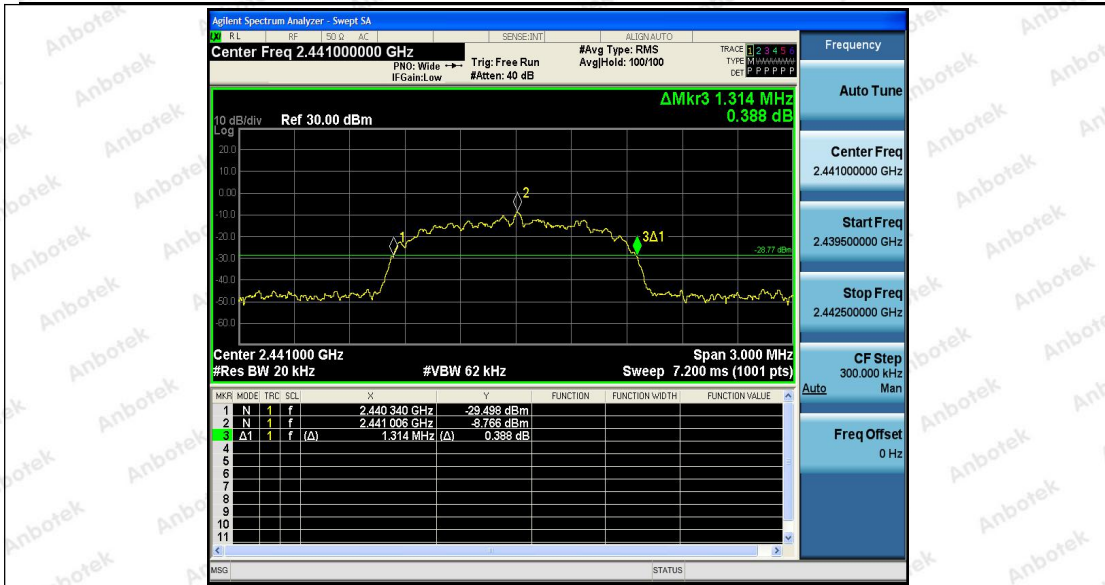 Agilent Spectrum Analyzer - Swept SA
RL RF 50 Ω AC SENSE:INT ALIGN AUTO
Center Freq 2.441000000 GHz
PNO: Wide
IFGain:Low
Trig: Free Run
#Atten: 40 dB
#Avg Type: RMS
Avg|Hold: 100/100
TRACE 1 2 3 4 5 6
TYPE M
DET P P P P P P
ΔMkr3 1.314 MHz
0.388 dB
10 dB/div Ref 30.00 dBm
Log
20.0
10.0
0.00
-10.0
-20.0
-30.0
-40.0
-50.0
-60.0
1
2
3Δ1
-28.77 dBm
Center 2.441000 GHz Span 3.000 MHz
#Res BW 20 kHz #VBW 62 kHz Sweep 7.200 ms (1001 pts)
MKR MODE TRC SCL X Y FUNCTION FUNCTION WIDTH FUNCTION VALUE
1 N 1 f 2.440 340 GHz -29.498 dBm
2 N 1 f 2.441 006 GHz -8.766 dBm
3 Δ1 1 f (Δ) 1.314 MHz (Δ) 0.388 dB
4
5
6
7
8
9
10
11
MSG STATUS
Frequency
Auto Tune
Center Freq
2.441000000 GHz
Start Freq
2.439500000 GHz
Stop Freq
2.442500000 GHz
CF Step
300.000 kHz
Auto Man
Freq Offset
0 Hz
Anbotek